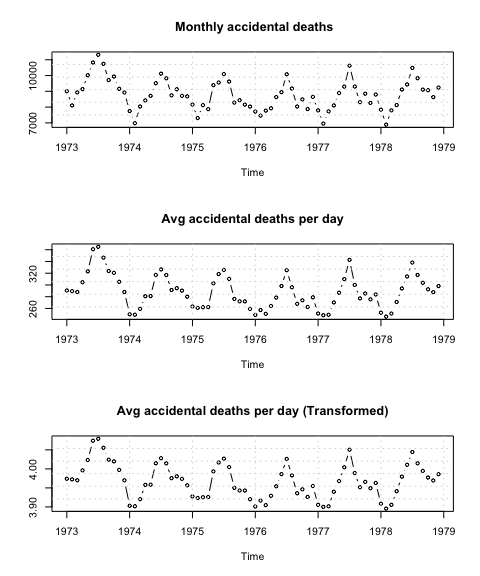 Monthly accidental deaths
10000
7000
1973 1974 1975 1976 1977 1978 1979
Time
Avg accidental deaths per day
320
260
1973 1974 1975 1976 1977 1978 1979
Time
Avg accidental deaths per day (Transformed)
4.00
3.90
1973 1974 1975 1976 1977 1978 1979
Time